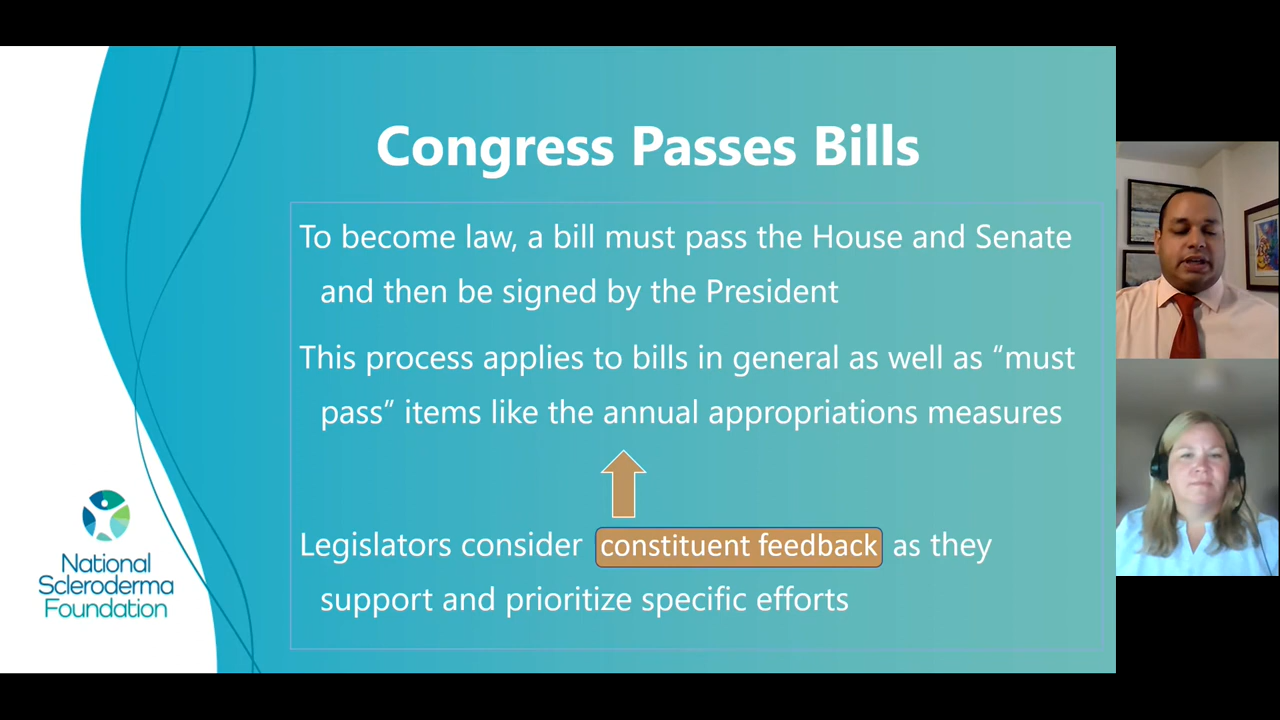 Congress Passes Bills
To become law, a bill must pass the House and Senate
and then be signed by the President
This process applies to bills in general as well as “must
pass” items like the annual appropriations measures
Legislators consider constituent feedback as they
support and prioritize specific efforts
National
Scleroderma
Foundation